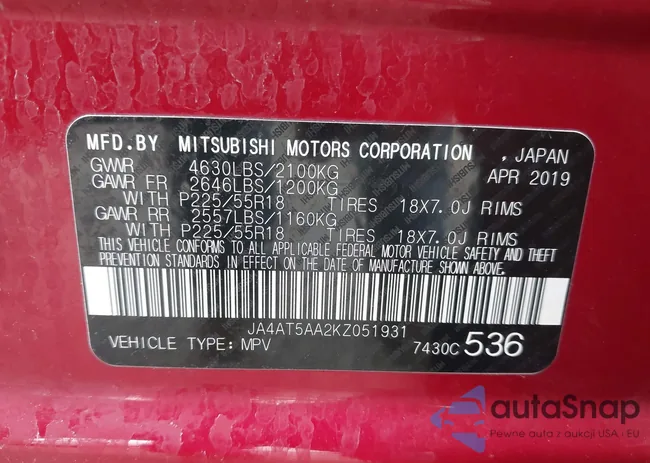 MFD.BY MITSUBISHI MOTORS CORPORATION , JAPAN
GVWR 4630LBS/2100KG APR 2019
GAWR FR 2646LBS/1200KG
WITH P225/55R18 TIRES 18X7.0J RIMS
GAWR RR 2557LBS/1160KG
WITH P225/55R18 TIRES 18X7.0J RIMS
THIS VEHICLE CONFORMS TO ALL APPLICABLE FEDERAL MOTOR VEHICLE SAFETY AND THEFT
PREVENTION STANDARDS IN EFFECT ON THE DATE OF MANUFACTURE SHOWN ABOVE.
JA4AT5AA2KZ051931
VEHICLE TYPE: MPV 7430C 536
autaSnap
Pewne auta z aukcji USA, EU